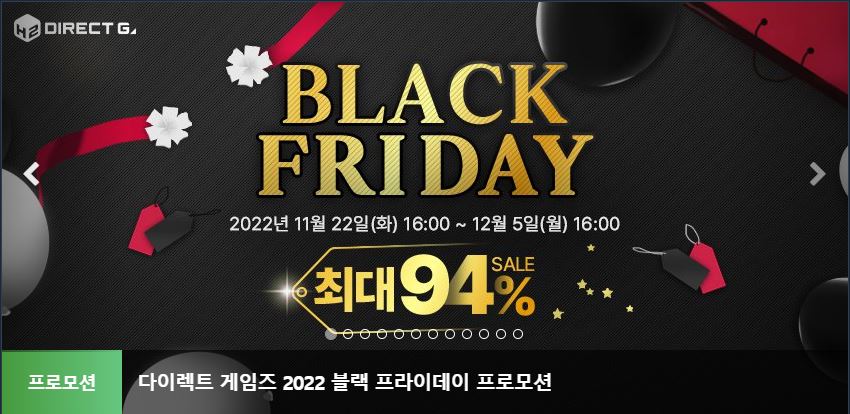 H2 DIRECT G.
BLACK
FRIDAY
2022년 11월 22일(화) 16:00 ~ 12월 5일(월) 16:00
최대 94% SALE
프로모션
다이렉트 게임즈 2022 블랙 프라이데이 프로모션